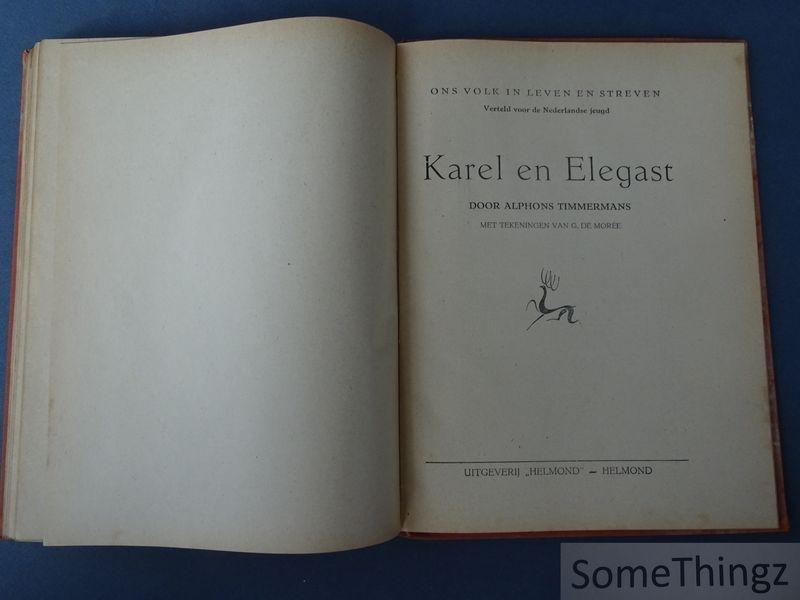 ONS VOLK IN LEVEN EN STREVEN
Verteld voor de Nederlandse jeugd
Karel en Elegast
DOOR ALPHONS TIMMERMANS
MET TEKENINGEN VAN G. DE MORÉE
UITGEVERIJ „HELMOND” — HELMOND
SomeThingz